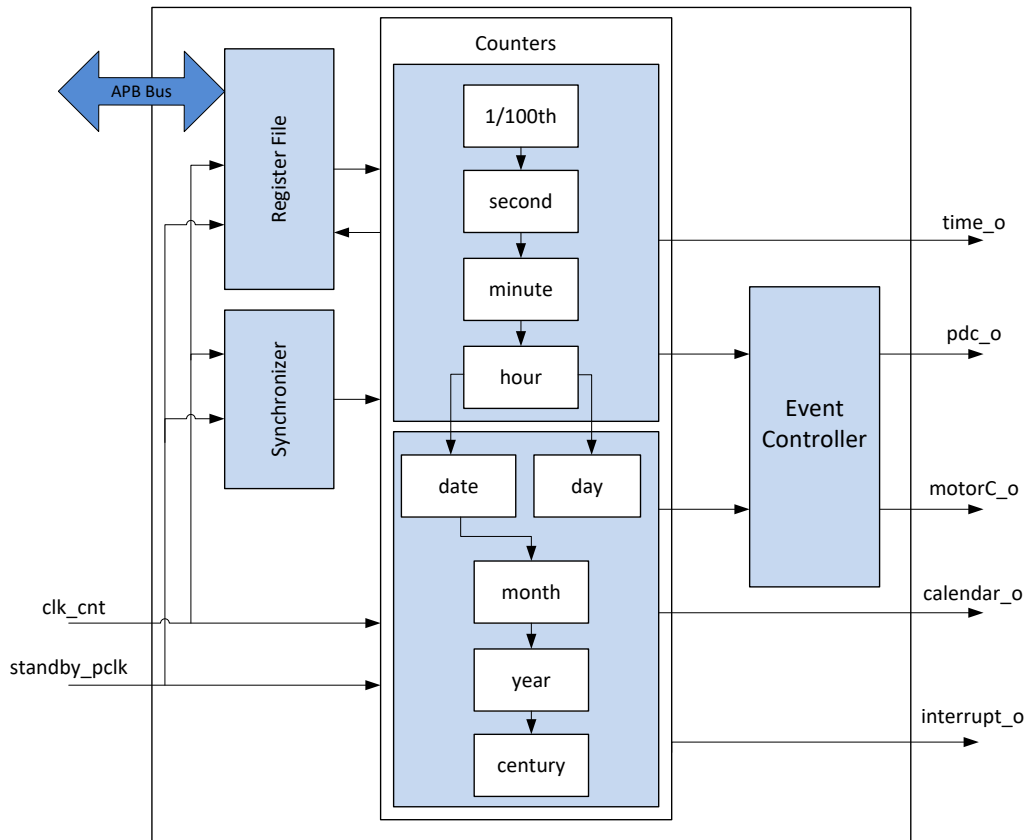 Counters
APB Bus
Register File
1/100th
second
minute
hour
time_o
pdc_o
Event
Controller
Synchronizer
date
day
motorC_o
month
calendar_o
clk_cnt
standby_pclk
year
interrupt_o
century